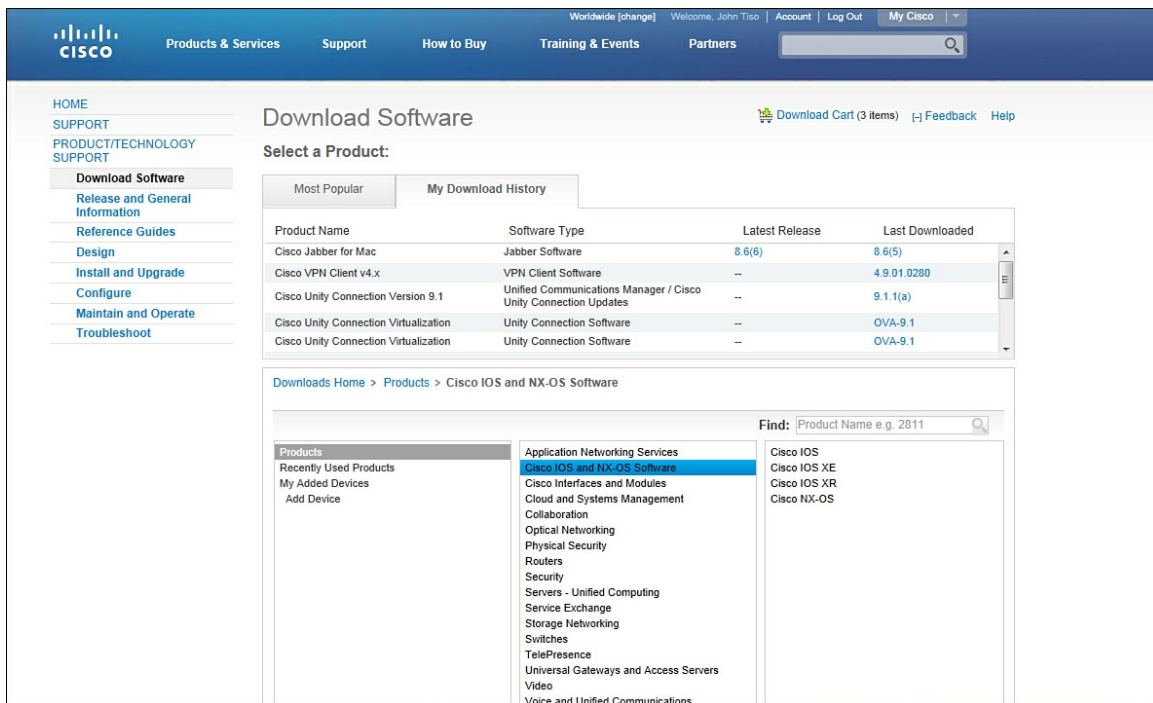 Worldwide [change] Welcome, John Tiso | Account | Log Out My Cisco
CISCO
Products & Services Support How to Buy Training & Events Partners
HOME
SUPPORT
PRODUCT/TECHNOLOGY
SUPPORT
Download Software
Release and General
Information
Reference Guides
Design
Install and Upgrade
Configure
Maintain and Operate
Troubleshoot
Download Software
Download Cart (3 items) [-] Feedback Help
Select a Product:
Most Popular My Download History
Product Name Software Type Latest Release Last Downloaded
Cisco Jabber for Mac Jabber Software 8.6(6) 8.6(5)
Cisco VPN Client v4.x VPN Client Software -- 4.9.01.0280
Cisco Unity Connection Version 9.1 Unified Communications Manager / Cisco
Unity Connection Updates -- 9.1.1(a)
Cisco Unity Connection Virtualization Unity Connection Software -- OVA-9.1
Cisco Unity Connection Virtualization Unity Connection Software -- OVA-9.1
Downloads Home > Products > Cisco IOS and NX-OS Software
Find: Product Name e.g. 2811
Products
Recently Used Products
My Added Devices
Add Device
Application Networking Services
Cisco IOS and NX-OS Software
Cisco Interfaces and Modules
Cloud and Systems Management
Collaboration
Optical Networking
Physical Security
Routers
Security
Servers - Unified Computing
Service Exchange
Storage Networking
Switches
TelePresence
Universal Gateways and Access Servers
Video
Voice and Unified Communications
Cisco IOS
Cisco IOS XE
Cisco IOS XR
Cisco NX-OS